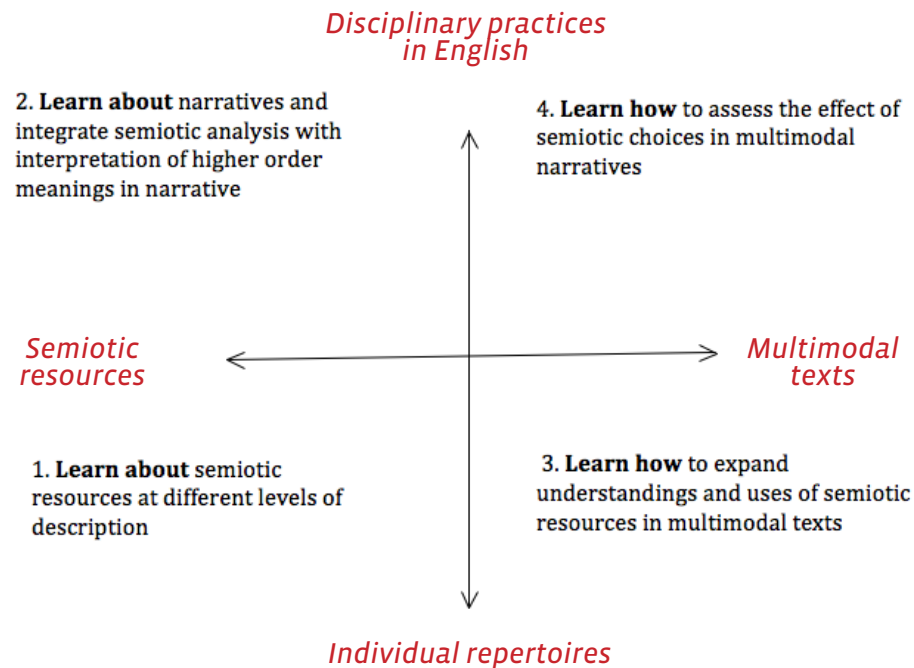 Disciplinary practices
in English
2. Learn about narratives and
integrate semiotic analysis with
interpretation of higher order
meanings in narrative
4. Learn how to assess the effect of
semiotic choices in multimodal
narratives
Semiotic
resources
Multimodal
texts
1. Learn about semiotic
resources at different levels of
description
3. Learn how to expand
understandings and uses of semiotic
resources in multimodal texts
Individual repertoires